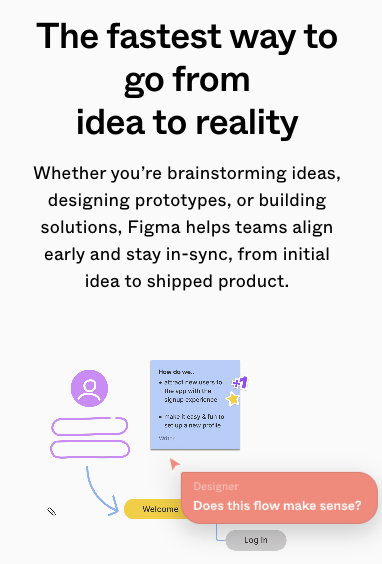 The fastest way to
go from
idea to reality
Whether you’re brainstorming ideas,
designing prototypes, or building
solutions, Figma helps teams align
early and stay in-sync, from initial
idea to shipped product.
How do we..
• attract new users to
the app with the
signup experience
• make it easy & fun to
set up a new profile
+1
Designer
Does this flow make sense?
Welcome
Log In